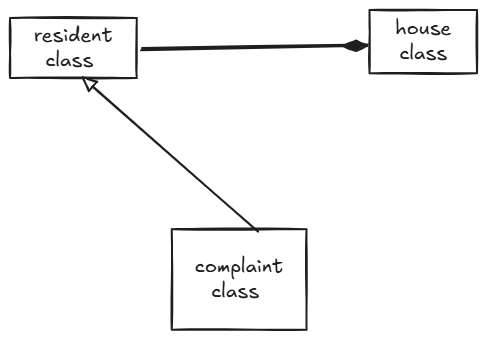 resident
class
house
class
complaint
class